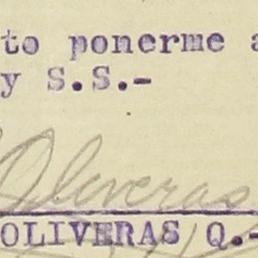 to ponerme a
y S.S.-
Oliveras
OLIVERAS Q.-